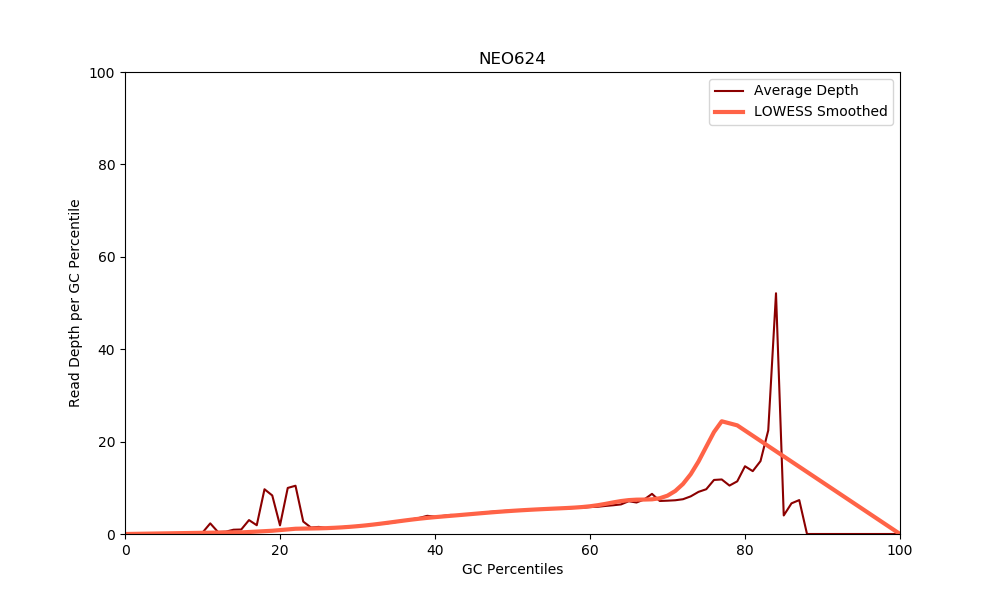 NEO624
Average Depth
LOWESS Smoothed
Read Depth per GC Percentile
100
80
60
40
20
0
0 20 40 60 80 100
GC Percentiles